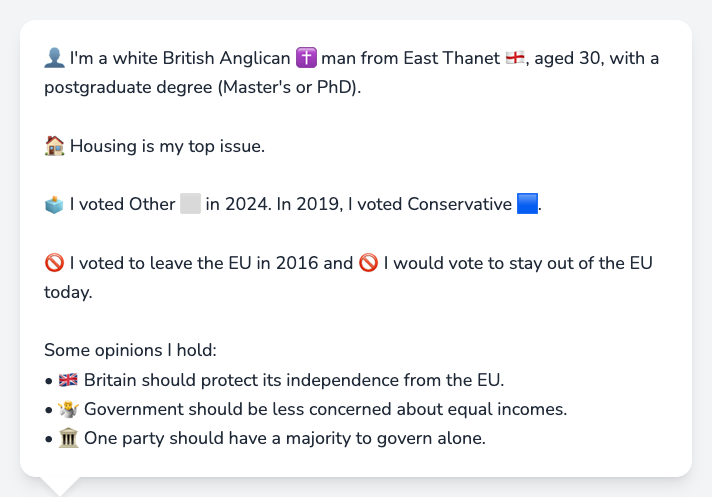 👤 I'm a white British Anglican ✝️ man from East Thanet 🏴󠁧󠁢󠁥󠁮󠁧󠁿, aged 30, with a
postgraduate degree (Master's or PhD).
🏠 Housing is my top issue.
🗳️ I voted Other ⬜ in 2024. In 2019, I voted Conservative 🟦.
🚫 I voted to leave the EU in 2016 and 🚫 I would vote to stay out of the EU
today.
Some opinions I hold:
• 🇬🇧 Britain should protect its independence from the EU.
• 🤷 Government should be less concerned about equal incomes.
• 🏛️ One party should have a majority to govern alone.